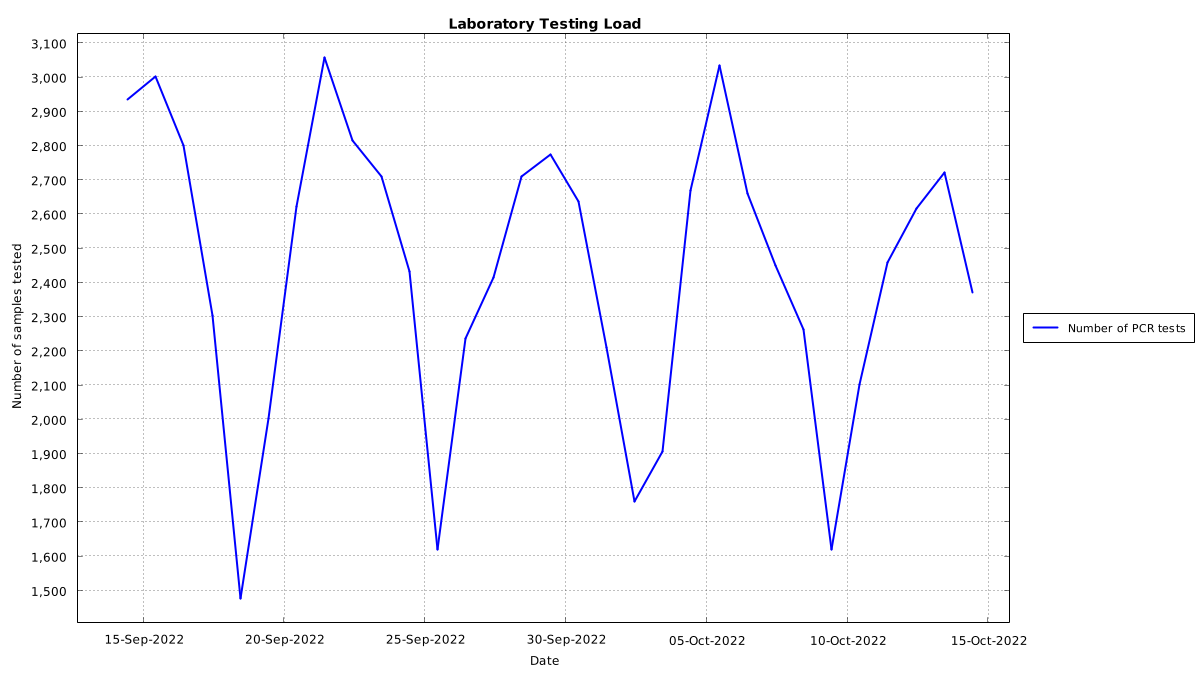 Laboratory Testing Load
3,100
3,000
2,900
2,800
2,700
2,600
2,500
2,400
2,300
2,200
2,100
2,000
1,900
1,800
1,700
1,600
1,500
Number of samples tested
15-Sep-2022
20-Sep-2022
25-Sep-2022
30-Sep-2022
05-Oct-2022
10-Oct-2022
15-Oct-2022
Date
Number of PCR tests